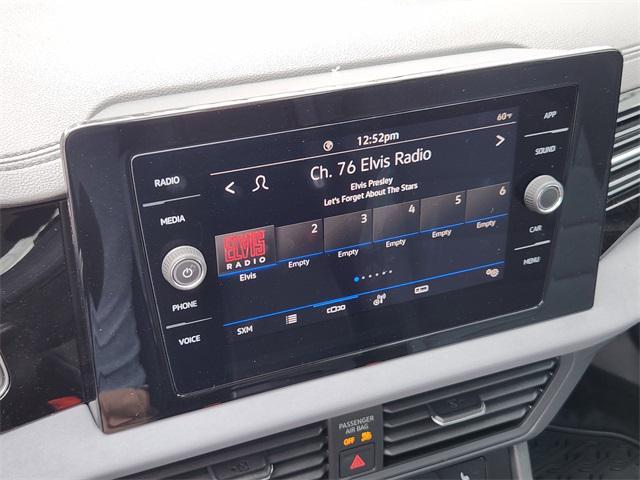 60°F
APP
12:52pm
RADIO
Ch. 76 Elvis Radio
SOUND
Elvis Presley
Let's Forget About The Stars
MEDIA
2 3 4 5 6
ELVIS
RADIO
Elvis
Empty Empty Empty Empty Empty
CAR
MENU
PHONE
SXM
VOICE
PASSENGER
AIR BAG
OFF